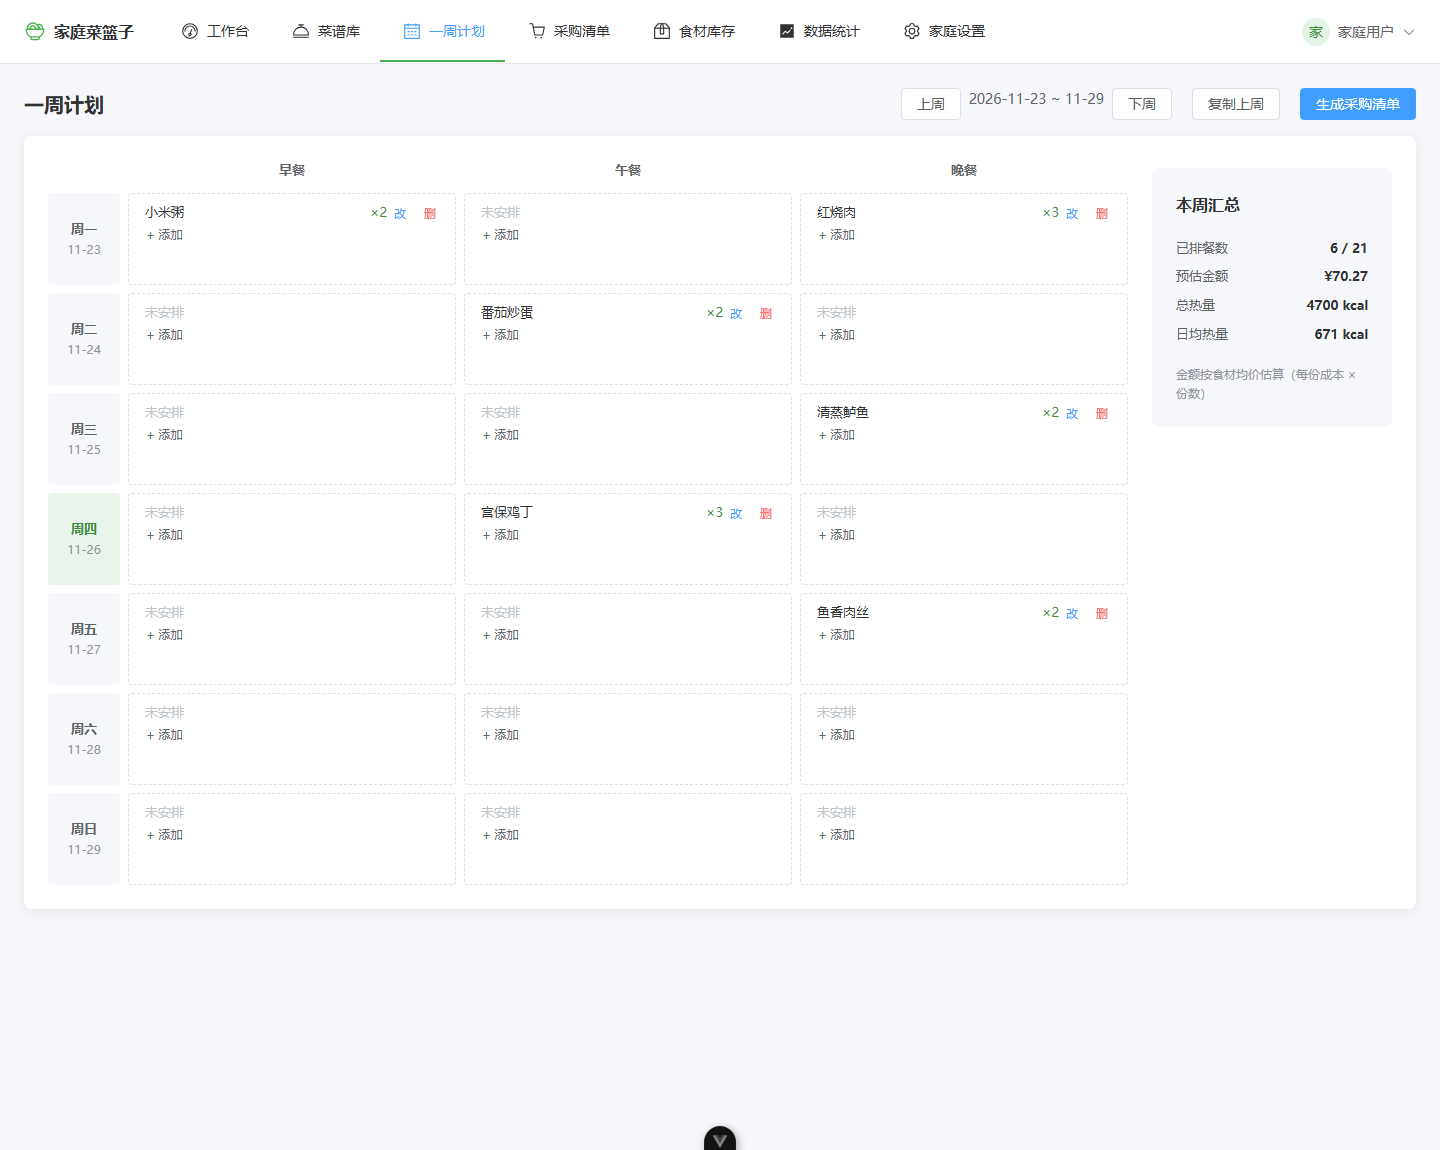 家庭菜篮子 工作台 菜谱库 一周计划 采购清单 食材库存 数据统计 家庭设置 家 家庭用户
一周计划 上周 2026-11-23 ~ 11-29 下周 复制上周 生成采购清单
早餐 午餐 晚餐
周一
11-23
小米粥 ×2 改 删
+ 添加
未安排
+ 添加
红烧肉 ×3 改 删
+ 添加
周二
11-24
未安排
+ 添加
番茄炒蛋 ×2 改 删
+ 添加
未安排
+ 添加
周三
11-25
未安排
+ 添加
未安排
+ 添加
清蒸鲈鱼 ×2 改 删
+ 添加
周四
11-26
未安排
+ 添加
宫保鸡丁 ×3 改 删
+ 添加
未安排
+ 添加
周五
11-27
未安排
+ 添加
未安排
+ 添加
鱼香肉丝 ×2 改 删
+ 添加
周六
11-28
未安排
+ 添加
未安排
+ 添加
未安排
+ 添加
周日
11-29
未安排
+ 添加
未安排
+ 添加
未安排
+ 添加
本周汇总
已排餐数 6 / 21
预估金额 ¥70.27
总热量 4700 kcal
日均热量 671 kcal
金额按食材均价估算（每份成本 ×
份数）